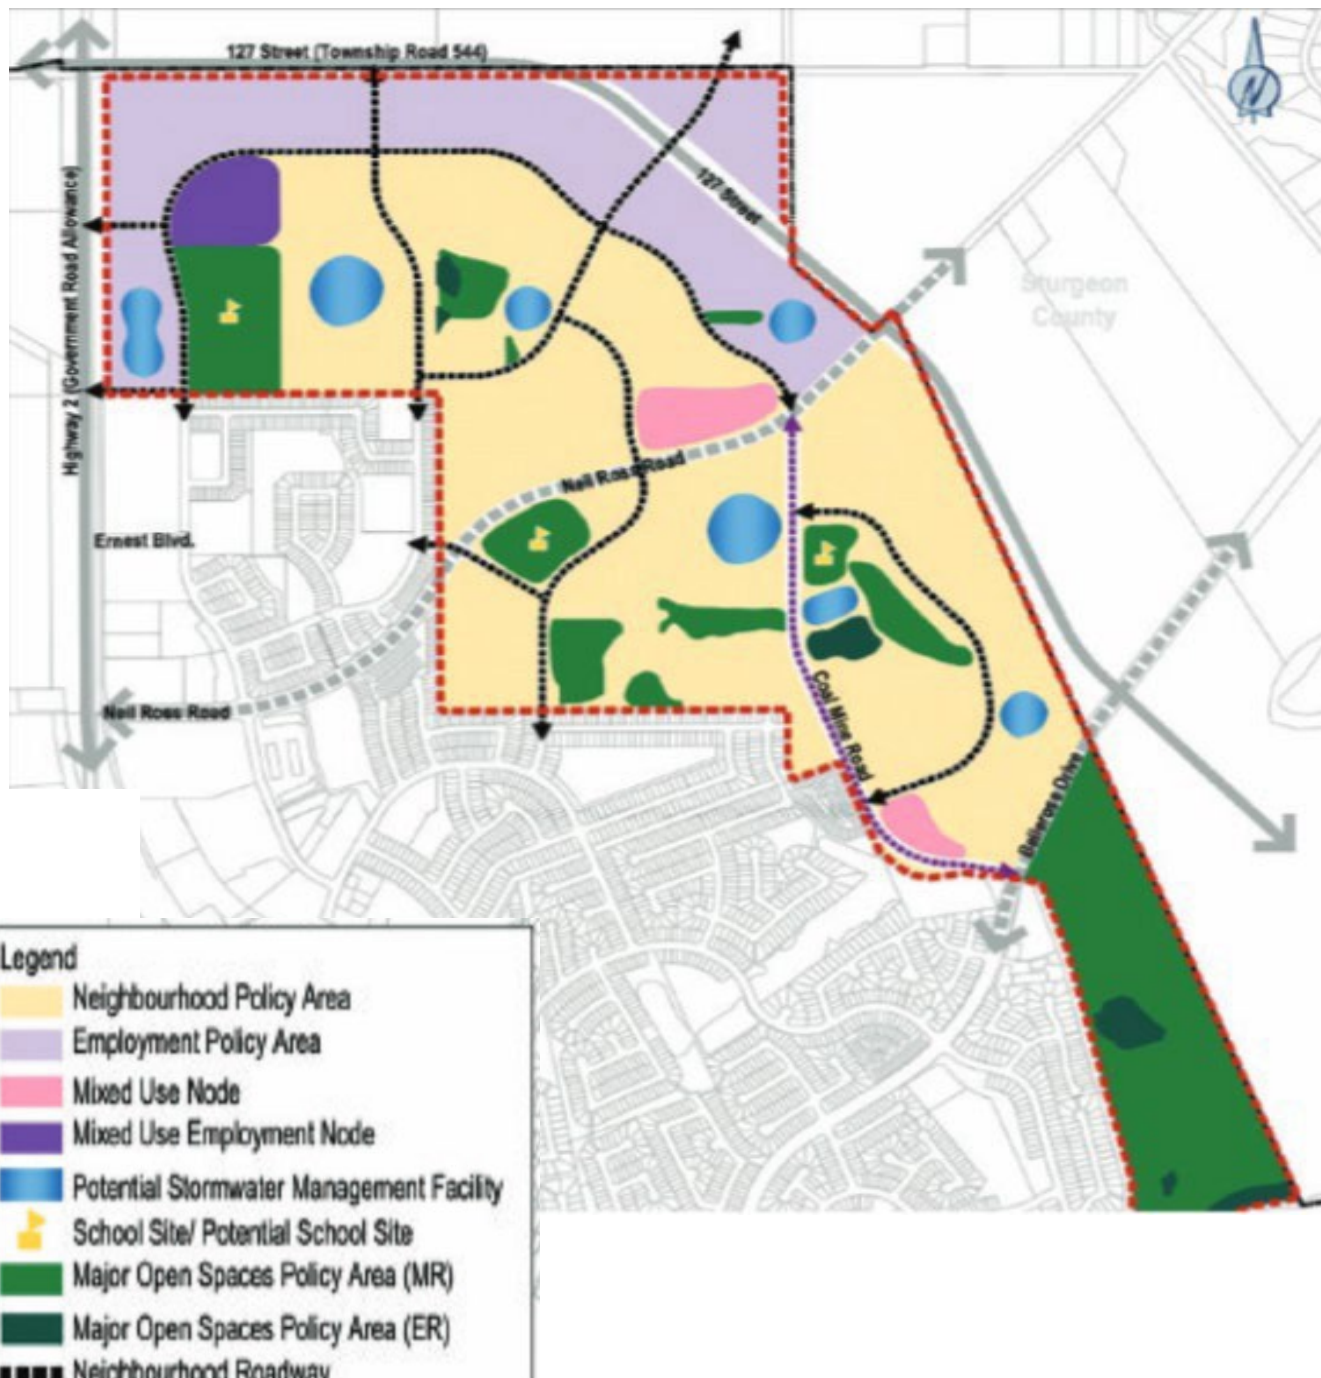 127 Street (Township Road 544)
N
127 Street
Highway 2 (Government Road Allowance)
Sturgeon
County
Neil Ross Road
Ernest Blvd.
Neil Ross Road
Coal Mine Road
Bellerose Drive
Legend
Neighbourhood Policy Area
Employment Policy Area
Mixed Use Node
Mixed Use Employment Node
Potential Stormwater Management Facility
School Site/ Potential School Site
Major Open Spaces Policy Area (MR)
Major Open Spaces Policy Area (ER)
Neighbourhood Roadway